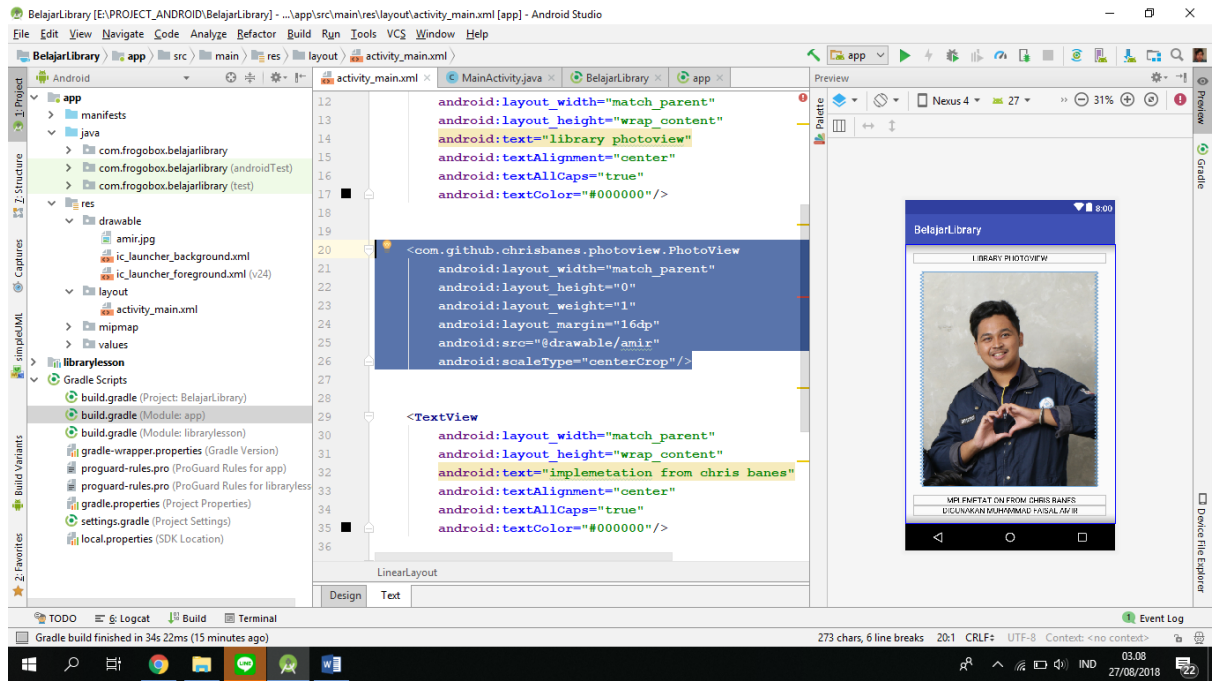 BelajarLibrary [E:\PROJECT_ANDROID\BelajarLibrary] - ...\app\src\main\res\layout\activity_main.xml [app] - Android Studio
File Edit View Navigate Code Analyze Refactor Build Run Tools VCS Window Help
BelajarLibrary app src main res layout activity_main.xml app
1: Project
Z: Structure
Captures
simpleUML
Build Variants
2: Favorites
Android
app
manifests
java
com.frogobox.belajarlibrary
com.frogobox.belajarlibrary (androidTest)
com.frogobox.belajarlibrary (test)
res
drawable
amir.jpg
ic_launcher_background.xml
ic_launcher_foreground.xml (v24)
layout
activity_main.xml
mipmap
values
librarylesson
Gradle Scripts
build.gradle (Project: BelajarLibrary)
build.gradle (Module: app)
build.gradle (Module: librarylesson)
gradle-wrapper.properties (Gradle Version)
proguard-rules.pro (ProGuard Rules for app)
proguard-rules.pro (ProGuard Rules for libraryless
gradle.properties (Project Properties)
settings.gradle (Project Settings)
local.properties (SDK Location)
activity_main.xml MainActivity.java BelajarLibrary app
12 android:layout_width="match_parent"
13 android:layout_height="wrap_content"
14 android:text="library photoview"
15 android:textAlignment="center"
16 android:textAllCaps="true"
17 android:textColor="#000000"/>
18
19
20 <com.github.chrisbanes.photoview.PhotoView
21 android:layout_width="match_parent"
22 android:layout_height="0"
23 android:layout_weight="1"
24 android:layout_margin="16dp"
25 android:src="@drawable/amir"
26 android:scaleType="centerCrop"/>
27
28
29 <TextView
30 android:layout_width="match_parent"
31 android:layout_height="wrap_content"
32 android:text="implemetation from chris banes"
33 android:textAlignment="center"
34 android:textAllCaps="true"
35 android:textColor="#000000"/>
36
LinearLayout
Design Text
Preview
Palette
Nexus 4 27 31%
8:00
BelajarLibrary
LIBRARY PHOTOVIEW
IMPLEMETATION FROM CHRIS BANES
DIGUNAKAN MUHAMMAD FAISAL AMIR
Preview
Gradle
Device File Explorer
TODO 6: Logcat Build Terminal 1 Event Log
Gradle build finished in 34s 22ms (15 minutes ago) 273 chars, 6 line breaks 20:1 CRLF UTF-8 Context: <no context>
IND 03.08
27/08/2018
22